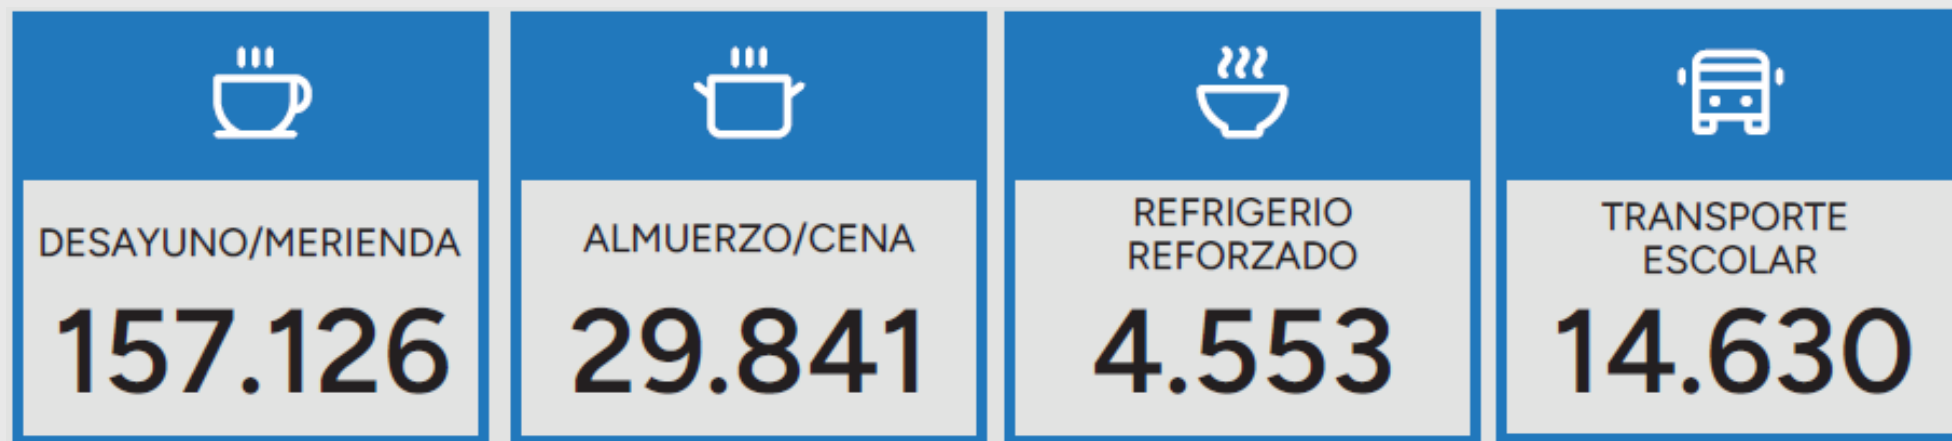 DESAYUNO/MERIENDA
157.126
ALMUERZO/CENA
29.841
REFRIGERIO
REFORZADO
4.553
TRANSPORTE
ESCOLAR
14.630